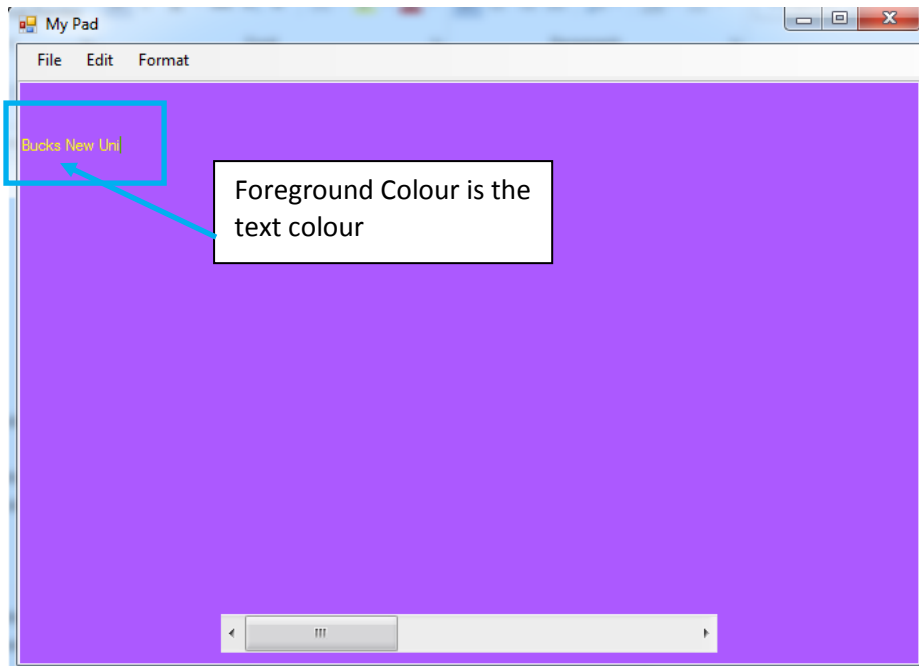 My Pad
File Edit Format
Bucks New Uni
Foreground Colour is the
text colour